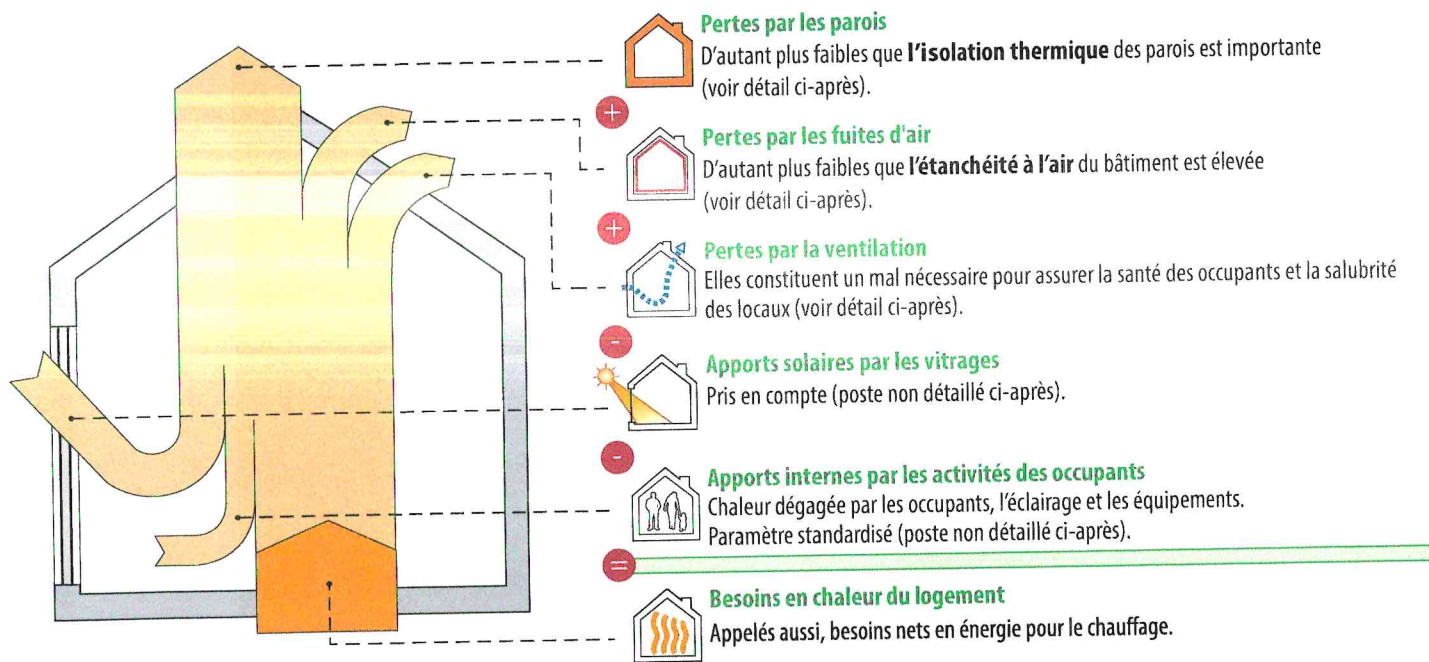 Pertes par les parois
D'autant plus faibles que l'isolation thermique des parois est importante
(voir détail ci-après).
+
Pertes par les fuites d'air
D'autant plus faibles que l'étanchéité à l'air du bâtiment est élevée
(voir détail ci-après).
+
Pertes par la ventilation
Elles constituent un mal nécessaire pour assurer la santé des occupants et la salubrité
des locaux (voir détail ci-après).
-
Apports solaires par les vitrages
Pris en compte (poste non détaillé ci-après).
-
Apports internes par les activités des occupants
Chaleur dégagée par les occupants, l'éclairage et les équipements.
Paramètre standardisé (poste non détaillé ci-après).
=
Besoins en chaleur du logement
Appelés aussi, besoins nets en énergie pour le chauffage.